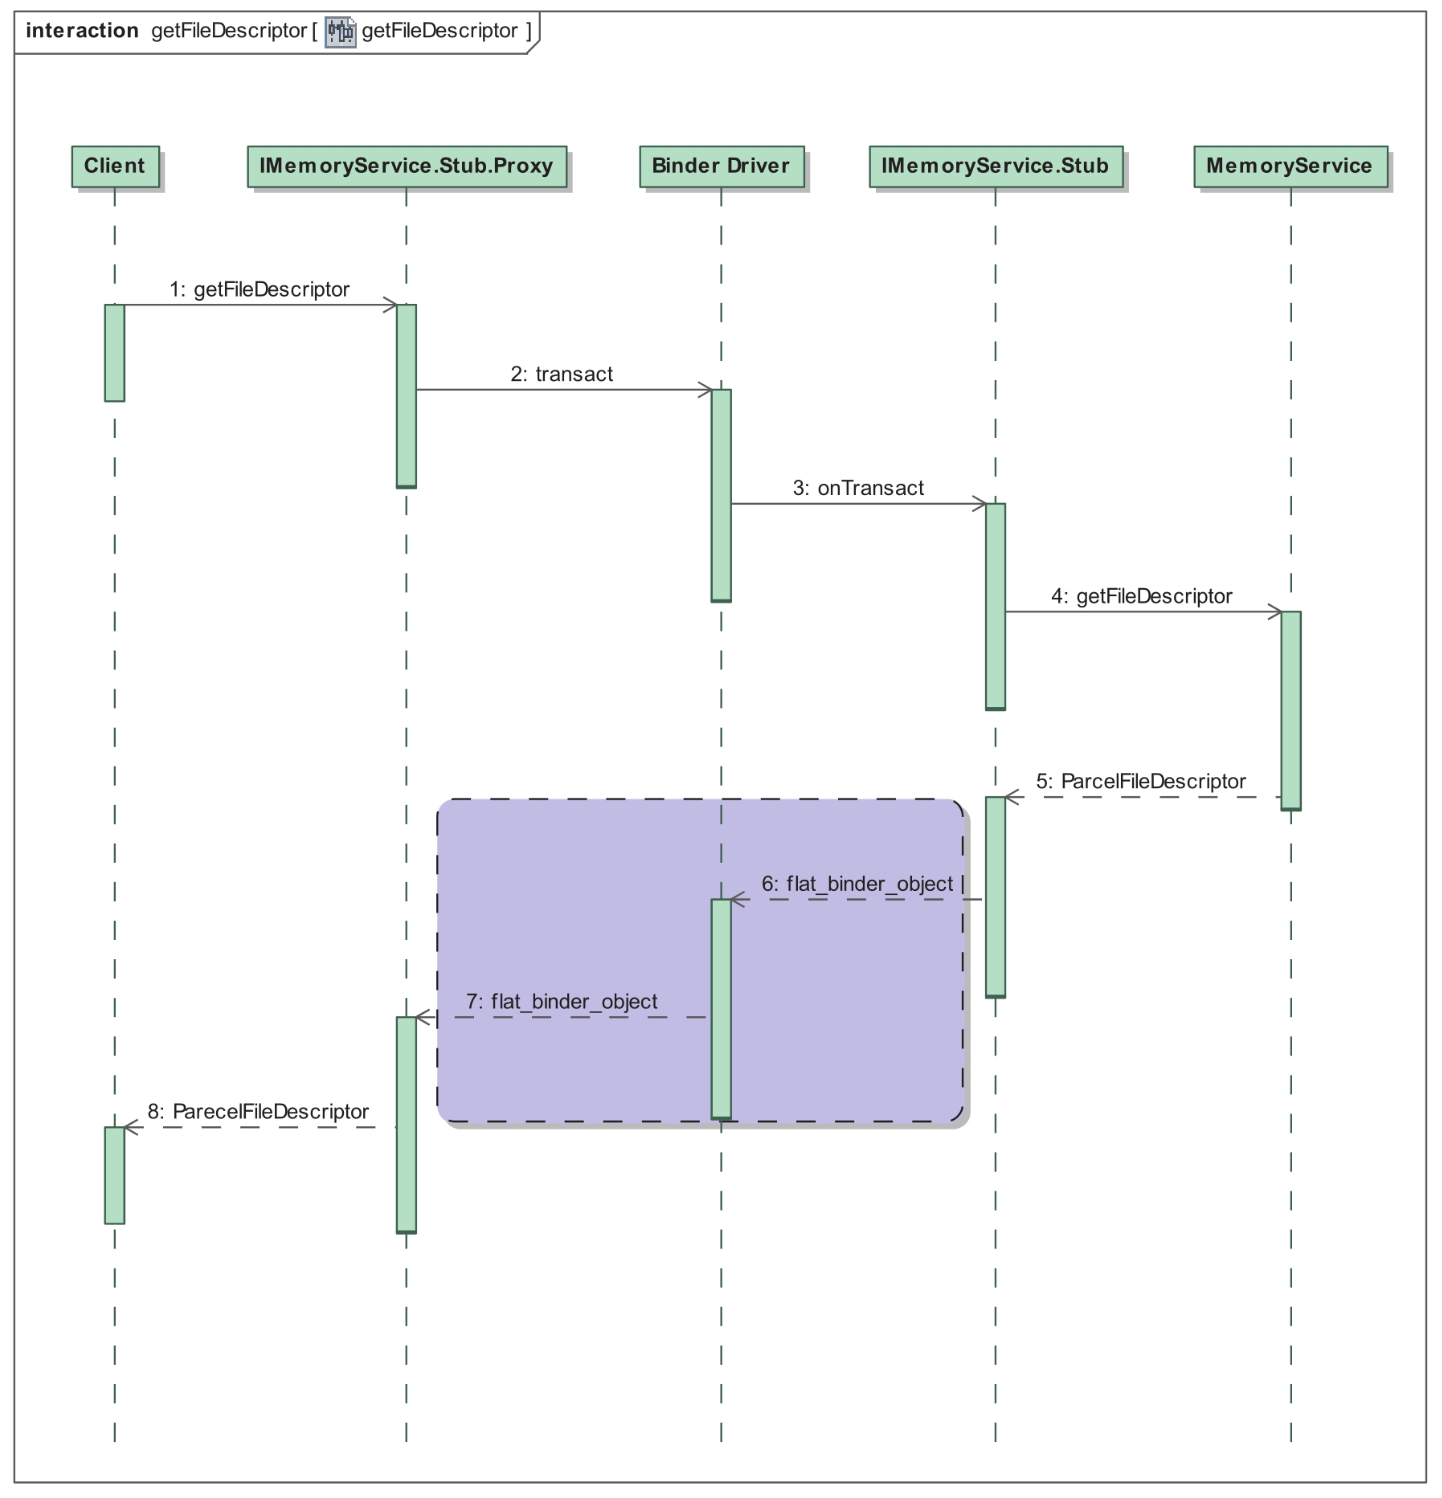 interaction getFileDescriptor [ getFileDescriptor ]
Client
IMemoryService.Stub.Proxy
Binder Driver
IMemoryService.Stub
MemoryService
1: getFileDescriptor
2: transact
3: onTransact
4: getFileDescriptor
5: ParcelFileDescriptor
6: flat_binder_object
7: flat_binder_object
8: ParecelFileDescriptor